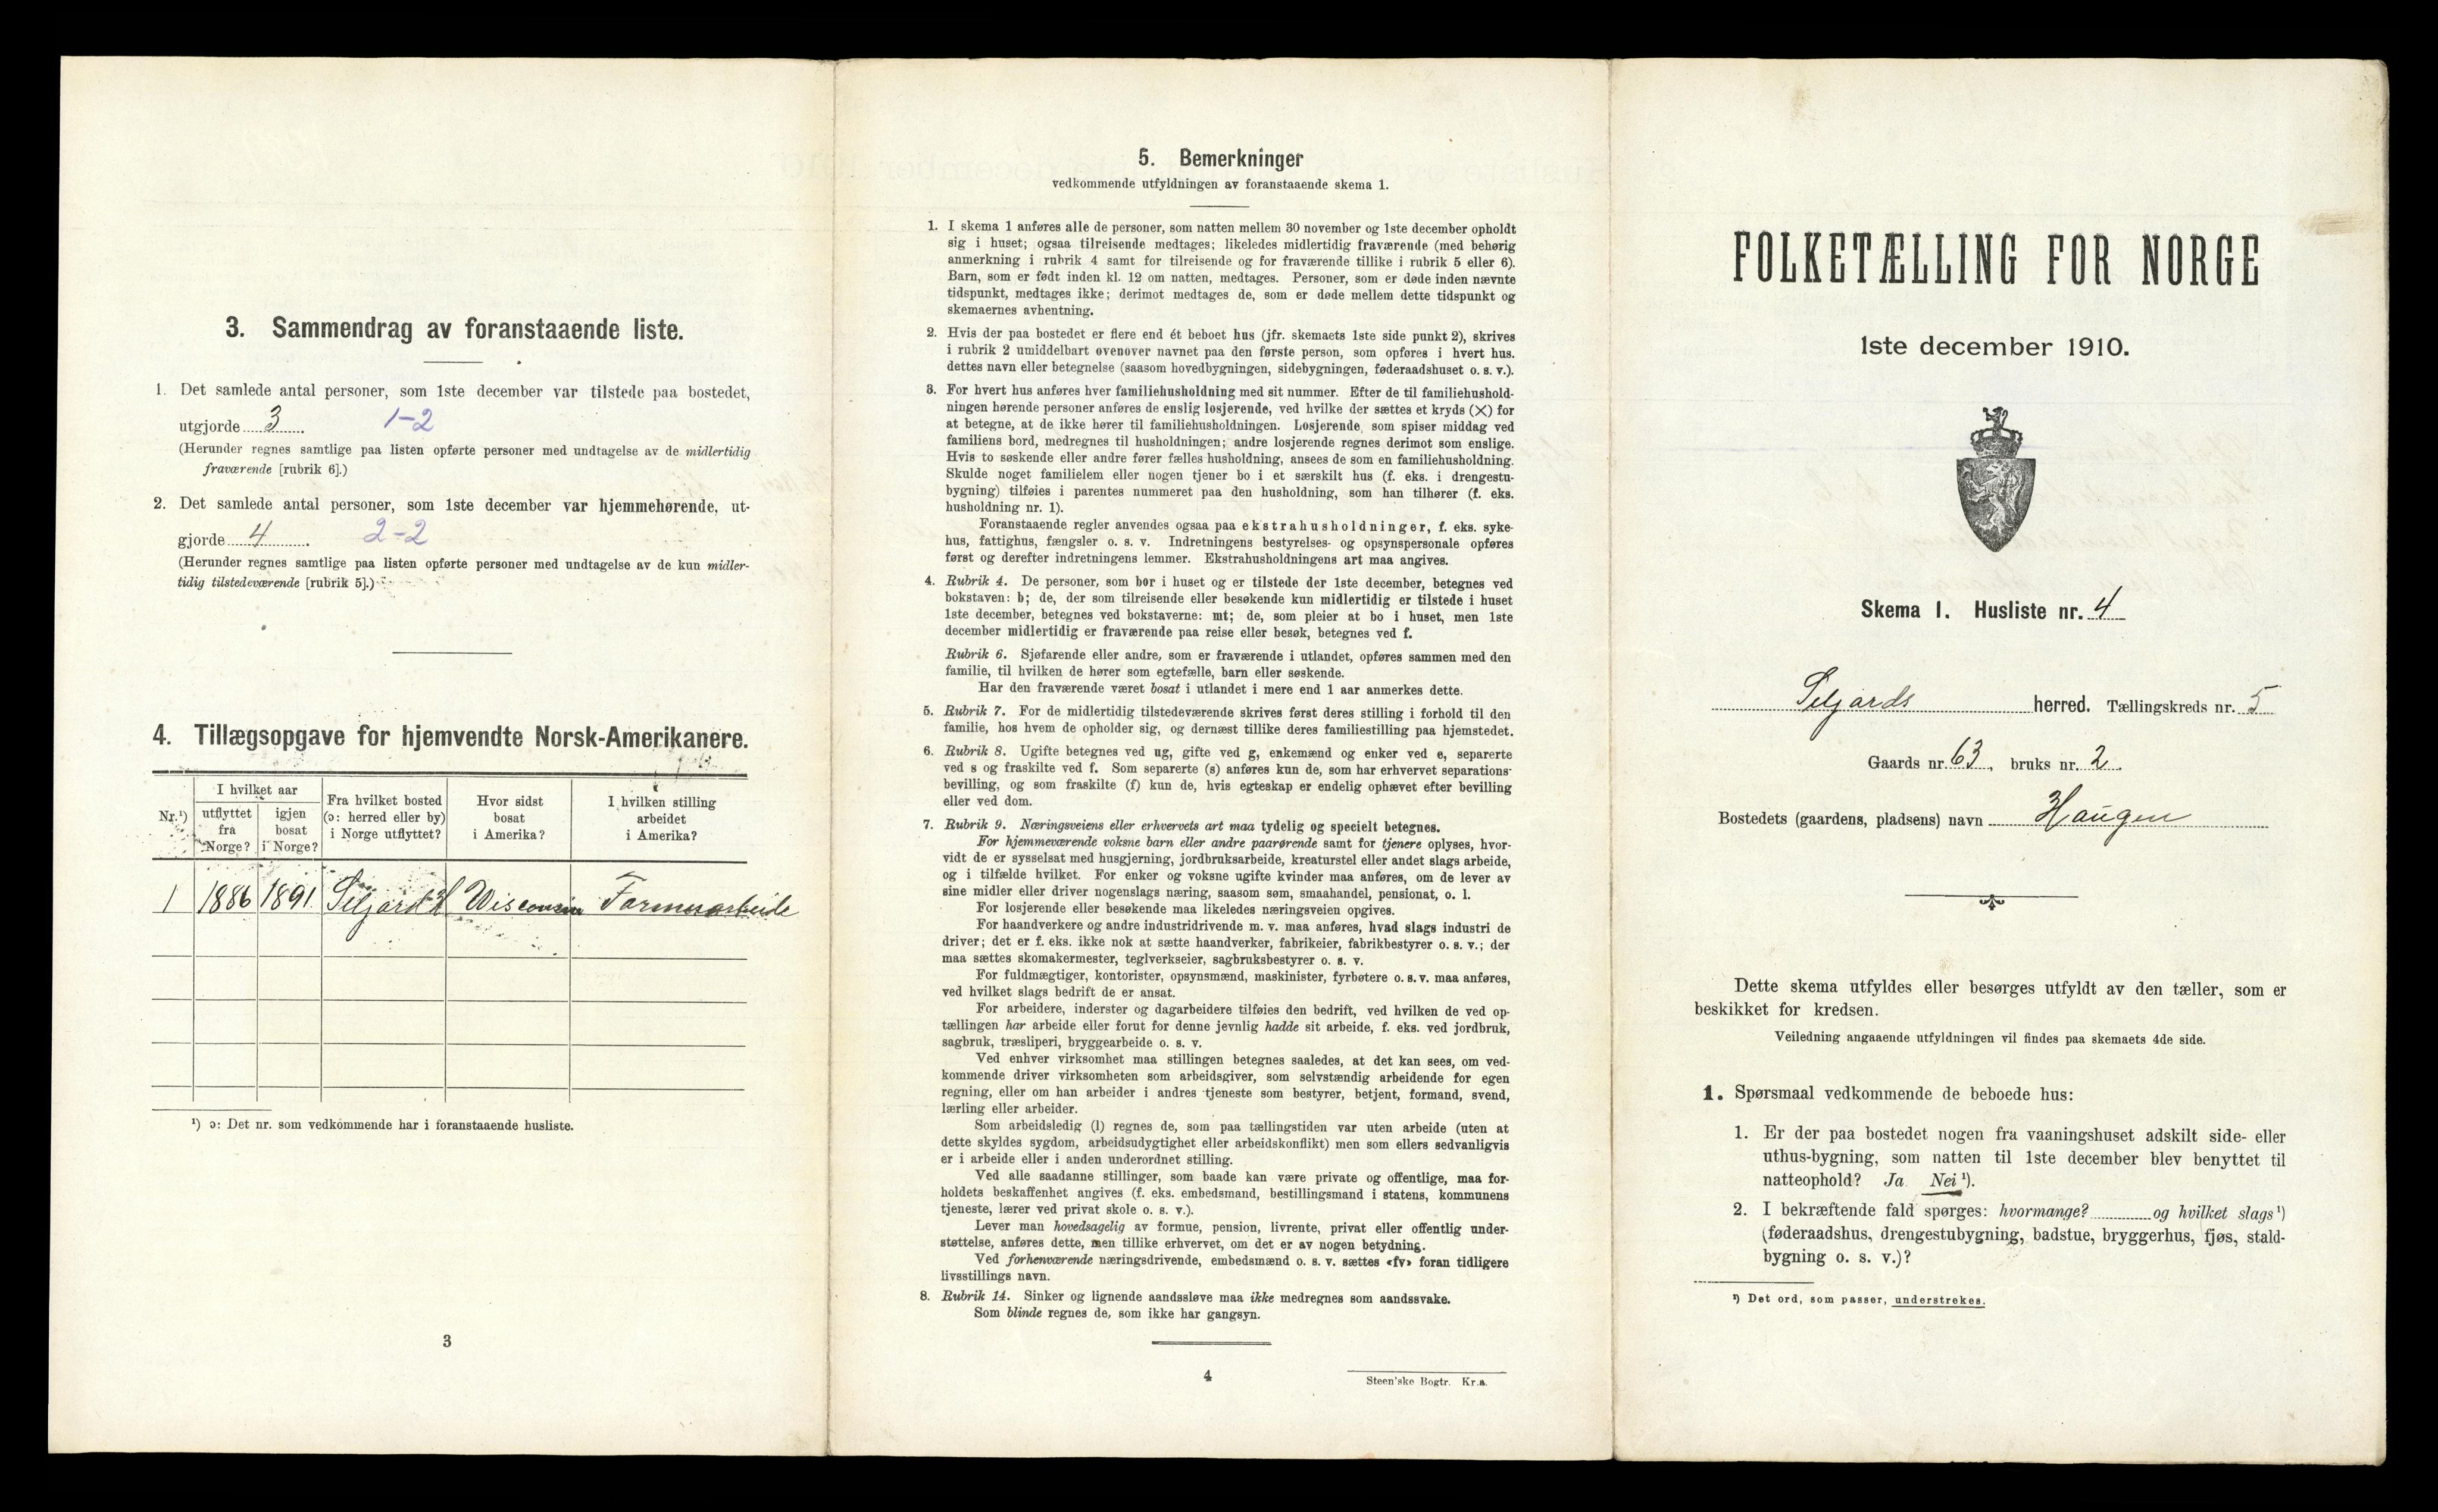 3. Sammendrag av foranstaaende liste.
1. Det samlede antal personer, som 1ste december var tilstede paa bostedet,
utgjorde 3. 1-2
(Herunder regnes samtlige paa listen opførte personer med undtagelse av de midlertidig
fraværende [rubrik 6].)
2. Det samlede antal personer, som 1ste december var hjemmehørende, ut-
gjorde 4. 2-2
(Herunder regnes samtlige paa listen opførte personer med undtagelse av de kun midler-
tidig tilstedeværende [rubrik 5].)
4. Tillægsopgave for hjemvendte Norsk-Amerikanere.
Nr.¹)
I hvilket aar
utflyttet fra Norge?
igjen bosat i Norge?
Fra hvilket bosted
(ɔ: herred eller by)
i Norge utflyttet?
Hvor sidst
bosat
i Amerika?
I hvilken stilling
arbeidet
i Amerika?
1 1886 1891 Siljord H Wisconsin Farmerarbeide
¹) ɔ: Det nr. som vedkommende har i foranstaaende husliste.
3
5. Bemerkninger
vedkommende utfyldningen av foranstaaende skema 1.
1. I skema 1 anføres alle de personer, som natten mellem 30 november og 1ste december opholdt
sig i huset; ogsaa tilreisende medtages; likeledes midlertidig fraværende (med behørig
anmerkning i rubrik 4 samt for tilreisende og for fraværende tillike i rubrik 5 eller 6).
Barn, som er født inden kl. 12 om natten, medtages. Personer, som er døde inden nævnte
tidspunkt, medtages ikke; derimot medtages de, som er døde mellem dette tidspunkt og
skemaernes avhentning.
2. Hvis der paa bostedet er flere end ét beboet hus (jfr. skemaets 1ste side punkt 2), skrives
i rubrik 2 umiddelbart ovenover navnet paa den første person, som opføres i hvert hus.
dettes navn eller betegnelse (saasom hovedbygningen, sidebygningen, føderaadshuset o. s. v.).
3. For hvert hus anføres hver familiehusholdning med sit nummer. Efter de til familiehushold-
ningen hørende personer anføres de enslig losjerende, ved hvilke der sættes et kryds (×) for
at betegne, at de ikke hører til familiehusholdningen. Losjerende, som spiser middag ved
familiens bord, medregnes til husholdningen; andre losjerende regnes derimot som enslige.
Hvis to søskende eller andre fører fælles husholdning, ansees de som en familiehusholdning.
Skulde noget familielem eller nogen tjener bo i et særskilt hus (f. eks. i drengestu-
bygning) tilføies i parentes nummeret paa den husholdning, som han tilhører (f. eks.
husholdning nr. 1).
Foranstaaende regler anvendes ogsaa paa ekstrahusholdninger, f. eks. syke-
hus, fattighus, fængsler o. s. v. Indretningens bestyrelses- og opsynspersonale opføres
først og derefter indretningens lemmer. Ekstrahusholdningens art maa angives.
4. Rubrik 4. De personer, som bor i huset og er tilstede der 1ste december, betegnes ved
bokstaven: b; de, der som tilreisende eller besøkende kun midlertidig er tilstede i huset
1ste december, betegnes ved bokstaverne: mt; de, som pleier at bo i huset, men 1ste
december midlertidig er fraværende paa reise eller besøk, betegnes ved f.
Rubrik 6. Sjøfarende eller andre, som er fraværende i utlandet, opføres sammen med den
familie, til hvilken de hører som egtefælle, barn eller søskende.
Har den fraværende været bosat i utlandet i mere end 1 aar anmerkes dette.
5. Rubrik 7. For de midlertidig tilstedeværende skrives først deres stilling i forhold til den
familie, hos hvem de opholder sig, og dernæst tillike deres familiestilling paa hjemstedet.
6. Rubrik 8. Ugifte betegnes ved ug, gifte ved g, enkemænd og enker ved e, separerte
ved s og fraskilte ved f. Som separerte (s) anføres kun de, som har erhvervet separations-
bevilling, og som fraskilte (f) kun de, hvis egteskap er endelig ophævet efter bevilling
eller ved dom.
7. Rubrik 9. Næringsveiens eller erhvervets art maa tydelig og specielt betegnes.
For hjemmeværende voksne barn eller andre paarørende samt for tjenere oplyses, hvor-
vidt de er sysselsat med husgjerning, jordbruksarbeide, kreaturstel eller andet slags arbeide,
og i tilfælde hvilket. For enker og voksne ugifte kvinder maa anføres, om de lever av
sine midler eller driver nogenslags næring, saasom søm, smaahandel, pensionat, o. l.
For losjerende eller besøkende maa likeledes næringsveien opgives.
For haandverkere og andre industridrivende m. v. maa anføres, hvad slags industri de
driver; det er f. eks. ikke nok at sætte haandverker, fabrikeier, fabrikbestyrer o. s. v.; der
maa sættes skomakermester, teglverkseier, sagbruksbestyrer o. s. v.
For fuldmægtiger, kontorister, opsynsmænd, maskinister, fyrbøtere o. s. v. maa anføres,
ved hvilket slags bedrift de er ansat.
For arbeidere, inderster og dagarbeidere tilføies den bedrift, ved hvilken de ved op-
tællingen har arbeide eller forut for denne jevnlig hadde sit arbeide, f. eks. ved jordbruk,
sagbruk, træsliperi, bryggearbeide o. s. v.
Ved enhver virksomhet maa stillingen betegnes saaledes, at det kan sees, om ved-
kommende driver virksomheten som arbeidsgiver, som selvstændig arbeidende for egen
regning, eller om han arbeider i andres tjeneste som bestyrer, betjent, formand, svend,
lærling eller arbeider.
Som arbeidsledig (l) regnes de, som paa tællingstiden var uten arbeide (uten at
dette skyldes sygdom, arbeidsudygtighet eller arbeidskonflikt) men som ellers sedvanligvis
er i arbeide eller i anden underordnet stilling.
Ved alle saadanne stillinger, som baade kan være private og offentlige, maa for-
holdets beskaffenhet angives (f. eks. embedsmand, bestillingsmand i statens, kommunens
tjeneste, lærer ved privat skole o. s. v.).
Lever man hovedsagelig av formue, pension, livrente, privat eller offentlig under-
støttelse, anføres dette, men tillike erhvervet, om det er av nogen betydning.
Ved forhenværende næringsdrivende, embedsmænd o. s. v. sættes «fv» foran tidligere
livsstillings navn.
8. Rubrik 14. Sinker og lignende aandssløve maa ikke medregnes som aandssvake.
Som blinde regnes de, som ikke har gangsyn.
4
Steen'ske Bogtr. Kr.a.
FOLKETÆLLING FOR NORGE
1ste december 1910.
Skema 1. Husliste nr. 4
Siljords herred. Tællingskreds nr. 5
Gaards nr. 63, bruks nr. 2.
Bostedets (gaardens, pladsens) navn Haugen
Dette skema utfyldes eller besørges utfyldt av den tæller, som er
beskikket for kredsen.
Veiledning angaaende utfyldningen vil findes paa skemaets 4de side.
1. Spørsmaal vedkommende de beboede hus:
1. Er der paa bostedet nogen fra vaaningshuset adskilt side- eller
uthus-bygning, som natten til 1ste december blev benyttet til
natteophold? Ja Nei ¹).
2. I bekræftende fald spørges: hvormange? og hvilket slags ¹)
(føderaadshus, drengestubygning, badstue, bryggerhus, fjøs, stald-
bygning o. s. v.)?
¹) Det ord, som passer, understrekes.